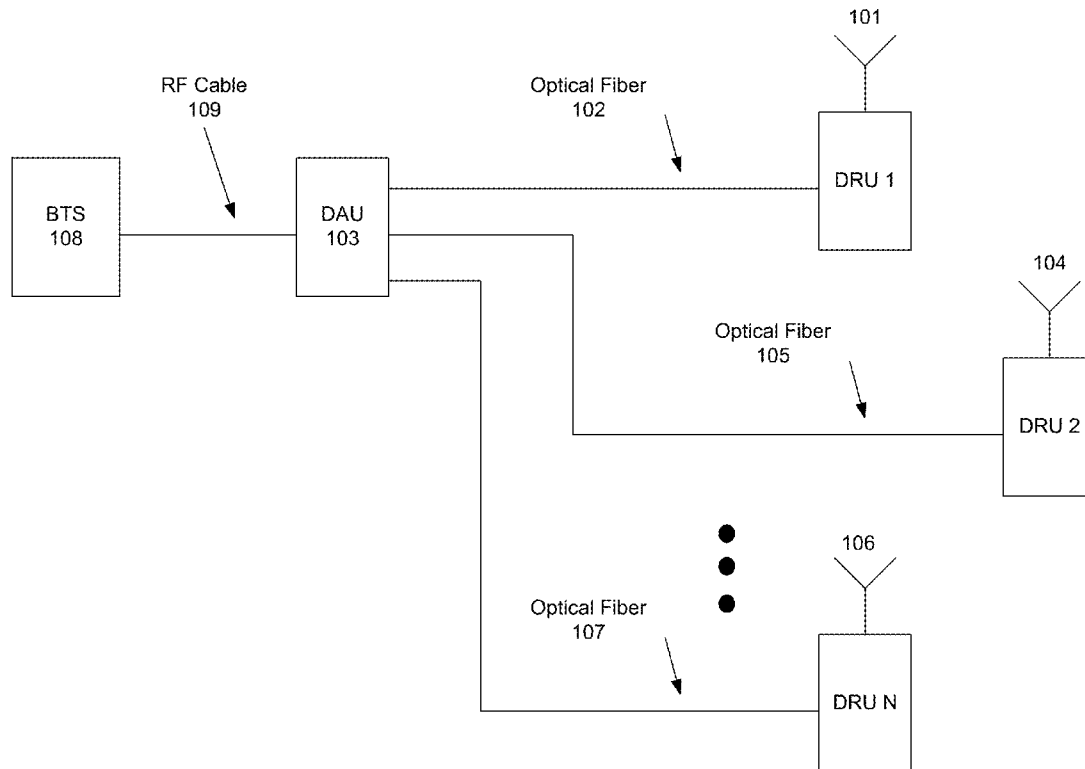 101
RF Cable
109
Optical Fiber
102
BTS
108
DAU
103
DRU 1
104
Optical Fiber
105
DRU 2
106
Optical Fiber
107
DRU N